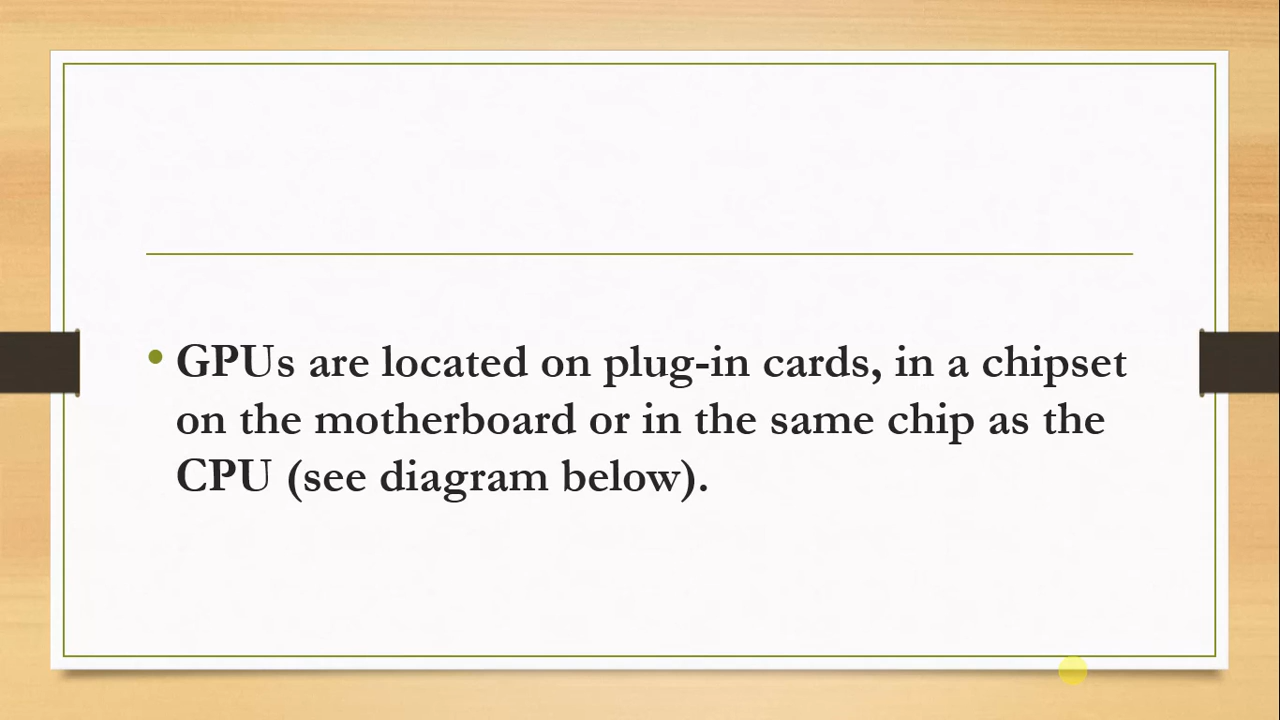 • GPUs are located on plug-in cards, in a chipset
on the motherboard or in the same chip as the
CPU (see diagram below).